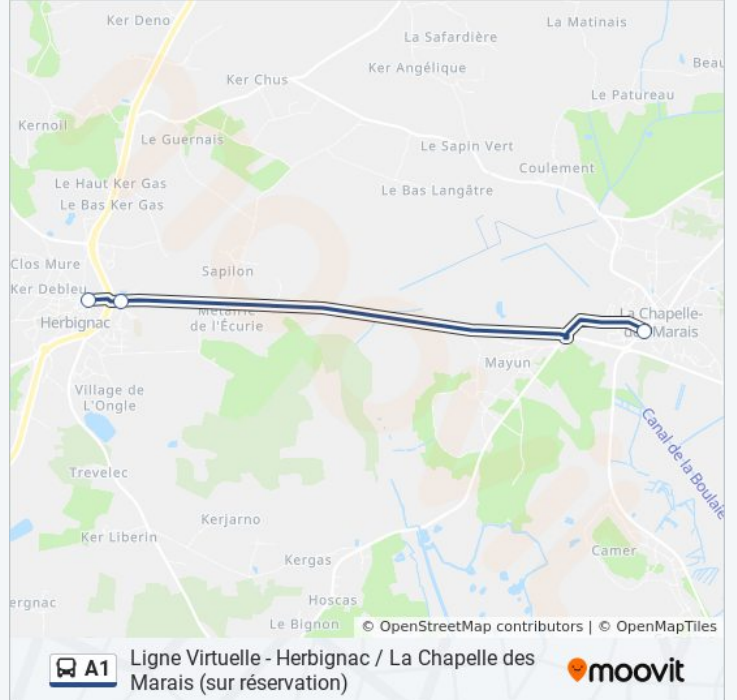 Ker Deno
La Matinais
La Safardière
Ker Angélique
Beau
Ker Chus
Le Patureau
Kernoil
Le Guernais
Le Sapin Vert
Coulement
Le Haut Ker Gas
Le Bas Langâtre
Le Bas Ker Gas
Clos Mure
Sapilon
Ker Debleu
Métairie
de l'Écurie
La Chapelle-
Marais
Herbignac
Mayun
Village de
L'Ongle
Canal de la Boulaie
Trevelec
Kerjarno
Ker Liberin
Camer
Kergas
ergnac
Hoscas
Le Bignon
© OpenStreetMap contributors | © OpenMapTiles
A1
Ligne Virtuelle - Herbignac / La Chapelle des
Marais (sur réservation)
moovit